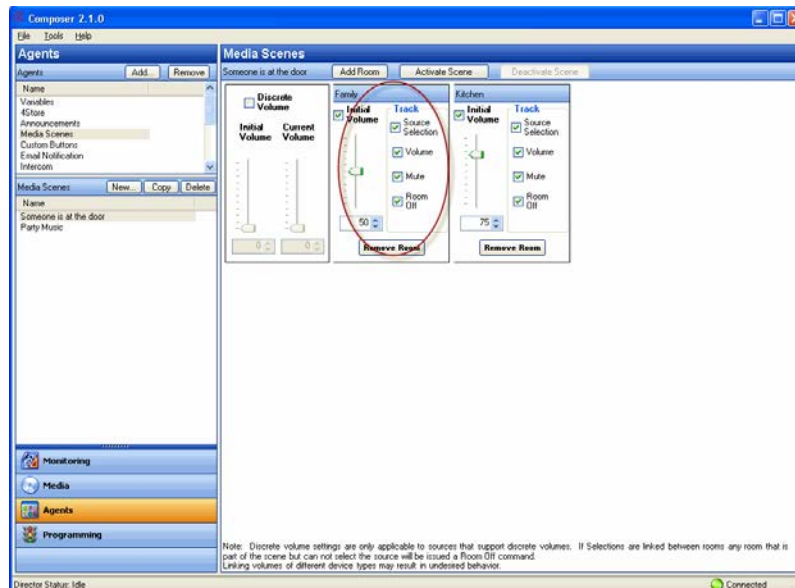 Composer 2.1.0
File Tools Help
Agents
Agents Add... Remove
Name
Variables
4Store
Announcements
Media Scenes
Custom Buttons
Email Notification
Intercom
Media Scenes New... Copy Delete
Name
Someone is at the door
Party Music
Monitoring
Media
Agents
Programming
Media Scenes
Someone is at the door Add Room Activate Scene Deactivate Scene
Discrete
Volume
Initial Current
Volume Volume
0 0
Family
Initial
Volume
Track
Source
Selection
Volume
Mute
Room
Off
50
Remove Room
Kitchen
Initial
Volume
Track
Source
Selection
Volume
Mute
Room
Off
75
Remove Room
Note: Discrete volume settings are only applicable to sources that support discrete volumes. If Selections are linked between rooms any room that is
part of the scene but can not select the source will be issued a Room Off command.
Linking volumes of different device types may result in undesired behavior.
Director Status: Idle
Connected